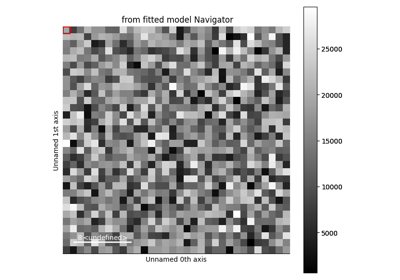 from fitted model Navigator
Unnamed 1st axis
<undefined>
Unnamed 0th axis
25000
20000
15000
10000
5000